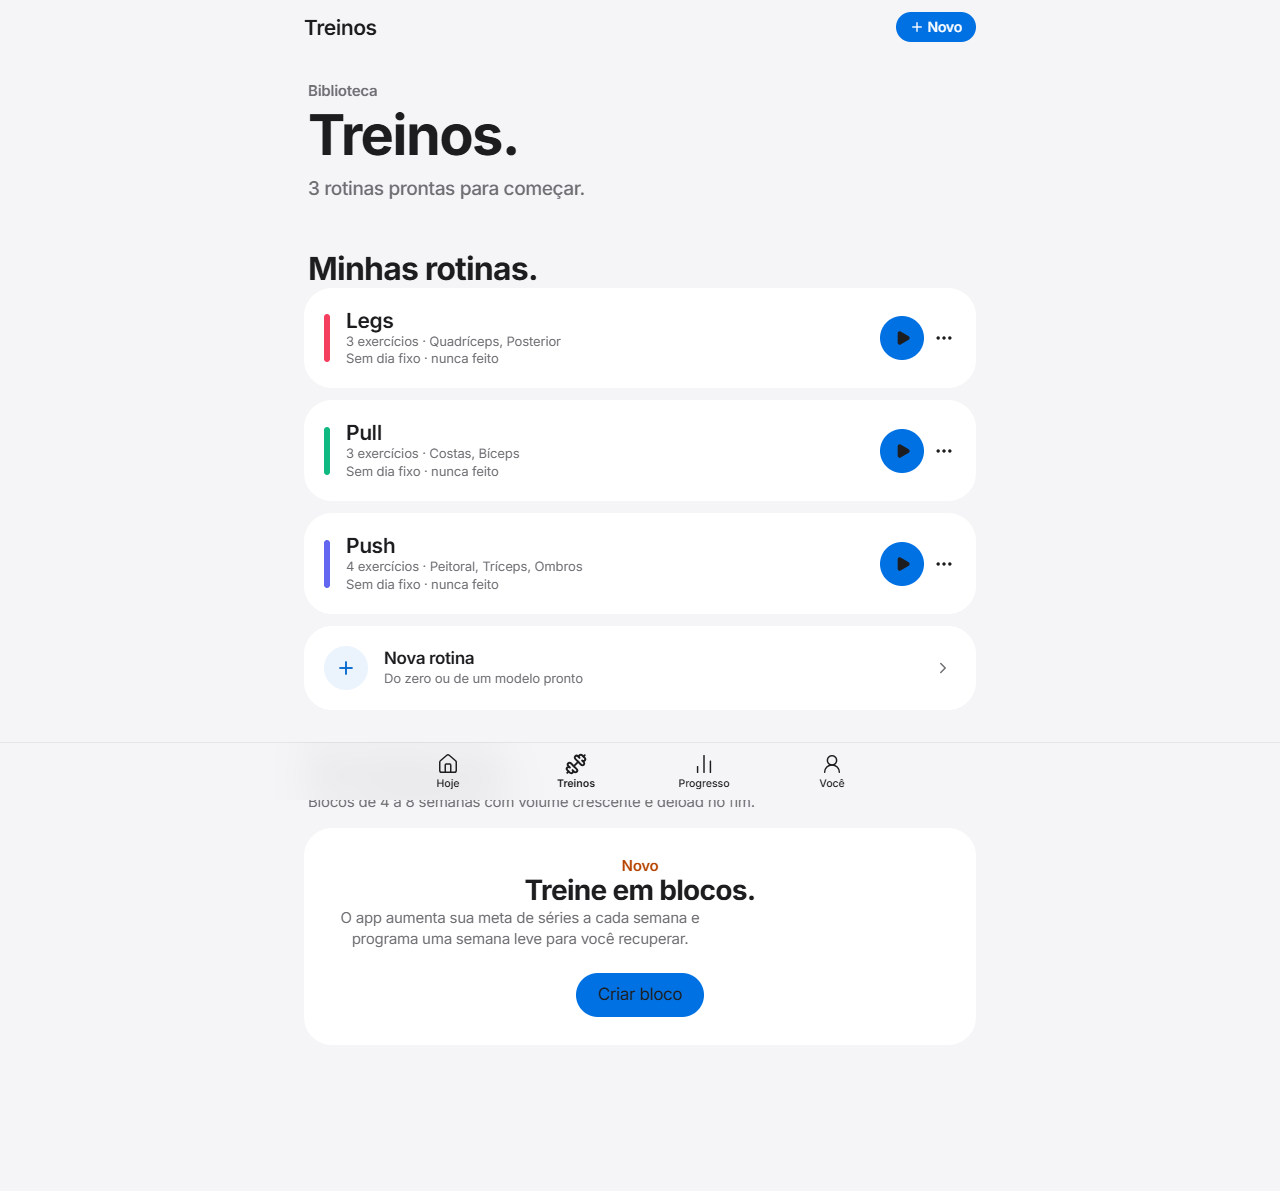 Treinos
+ Novo
Biblioteca
Treinos.
3 rotinas prontas para começar.
Minhas rotinas.
Legs
3 exercícios · Quadríceps, Posterior
Sem dia fixo · nunca feito
Pull
3 exercícios · Costas, Bíceps
Sem dia fixo · nunca feito
Push
4 exercícios · Peitoral, Tríceps, Ombros
Sem dia fixo · nunca feito
Nova rotina
Do zero ou de um modelo pronto
Hoje
Treinos
Progresso
Você
Blocos de 4 a 8 semanas com volume crescente e deload no fim.
Novo
Treine em blocos.
O app aumenta sua meta de séries a cada semana e
programa uma semana leve para você recuperar.
Criar bloco